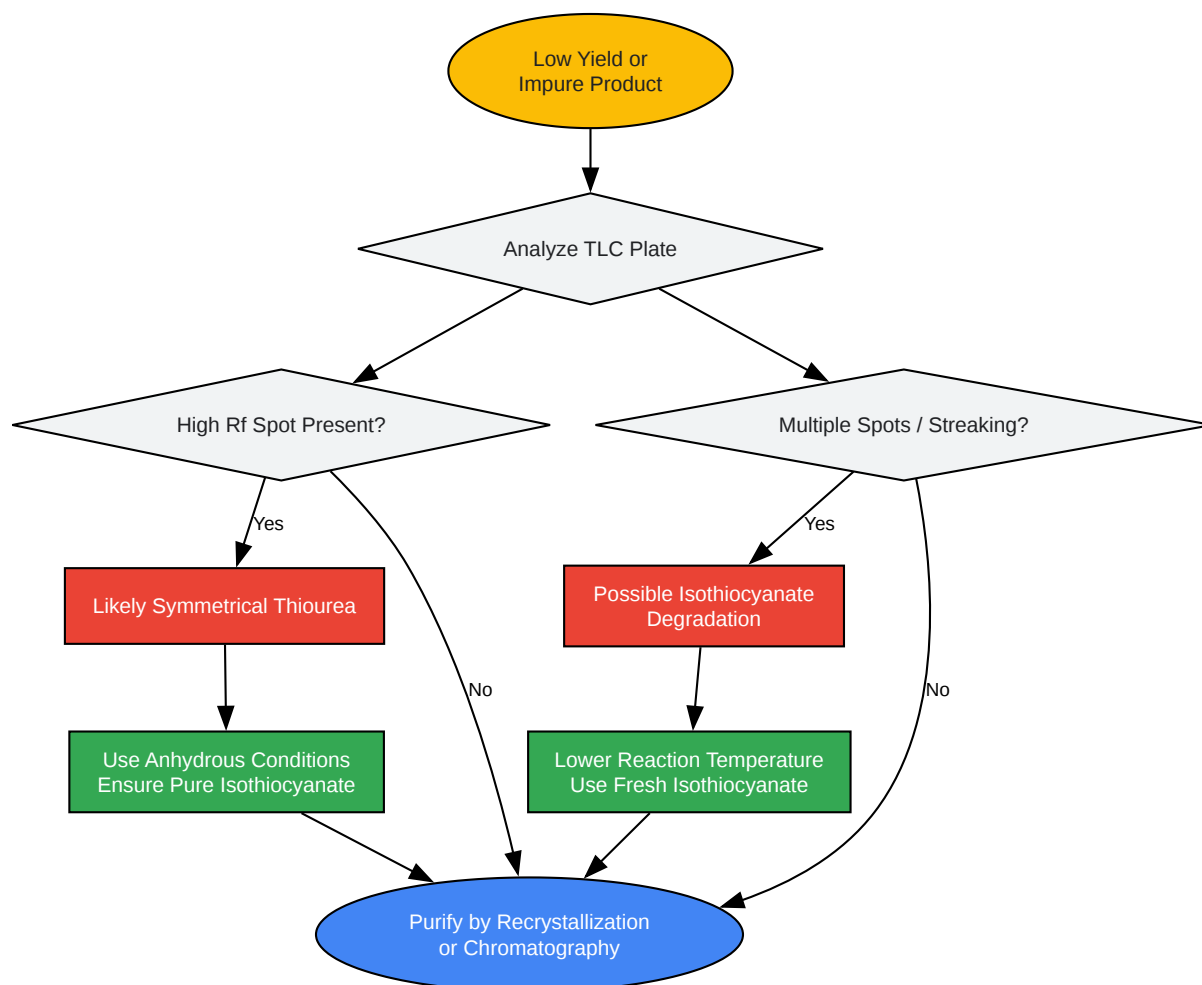 Low Yield or
Impure Product
Analyze TLC Plate
High Rf Spot Present?
Multiple Spots / Streaking?
Yes
Yes
Likely Symmetrical Thiourea
Possible Isothiocyanate
Degradation
No
No
Use Anhydrous Conditions
Ensure Pure Isothiocyanate
Lower Reaction Temperature
Use Fresh Isothiocyanate
Purify by Recrystallization
or Chromatography